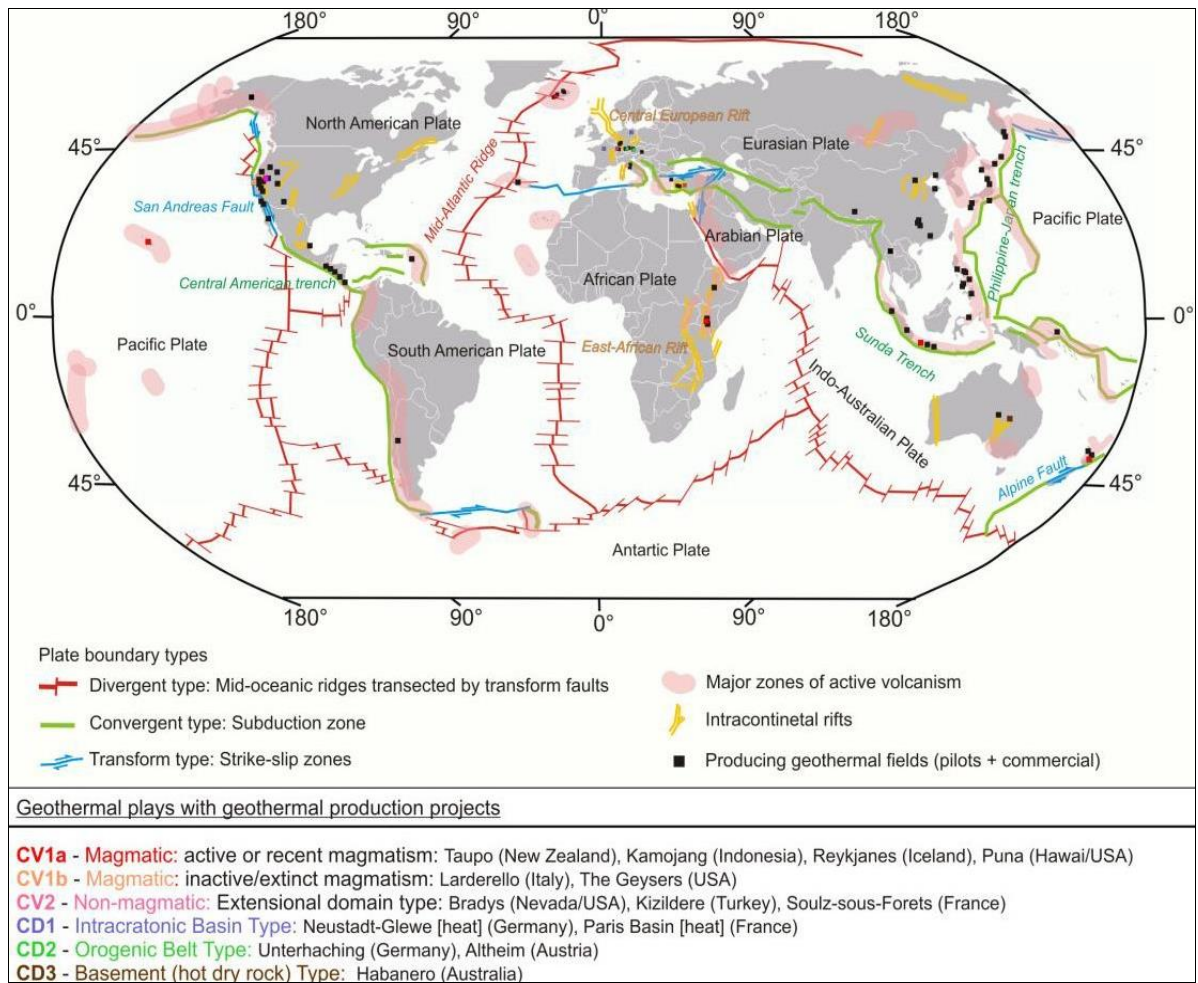 180°
90°
0°
90°
180°
North American Plate
Central European Rift
Eurasian Plate
45°
45°
Mid-Atlantic Ridge
San Andreas Fault
Philippine-Japan trench
Pacific Plate
Arabian Plate
African Plate
Central American trench
0°
0°
Pacific Plate
South American Plate
East-African Rift
Sunda Trench
Indo-Australian Plate
Alpine Fault
45°
45°
Antartic Plate
180°
90°
0°
90°
180°
Plate boundary types
Divergent type: Mid-oceanic ridges transected by transform faults
Convergent type: Subduction zone
Transform type: Strike-slip zones
Major zones of active volcanism
Intracontinetal rifts
Producing geothermal fields (pilots + commercial)
Geothermal plays with geothermal production projects
CV1a - Magmatic: active or recent magmatism: Taupo (New Zealand), Kamojang (Indonesia), Reykjanes (Iceland), Puna (Hawai/USA)
CV1b - Magmatic: inactive/extinct magmatism: Larderello (Italy), The Geysers (USA)
CV2 - Non-magmatic: Extensional domain type: Bradys (Nevada/USA), Kizildere (Turkey), Soulz-sous-Forets (France)
CD1 - Intracratonic Basin Type: Neustadt-Glewe [heat] (Germany), Paris Basin [heat] (France)
CD2 - Orogenic Belt Type: Unterhaching (Germany), Altheim (Austria)
CD3 - Basement (hot dry rock) Type: Habanero (Australia)